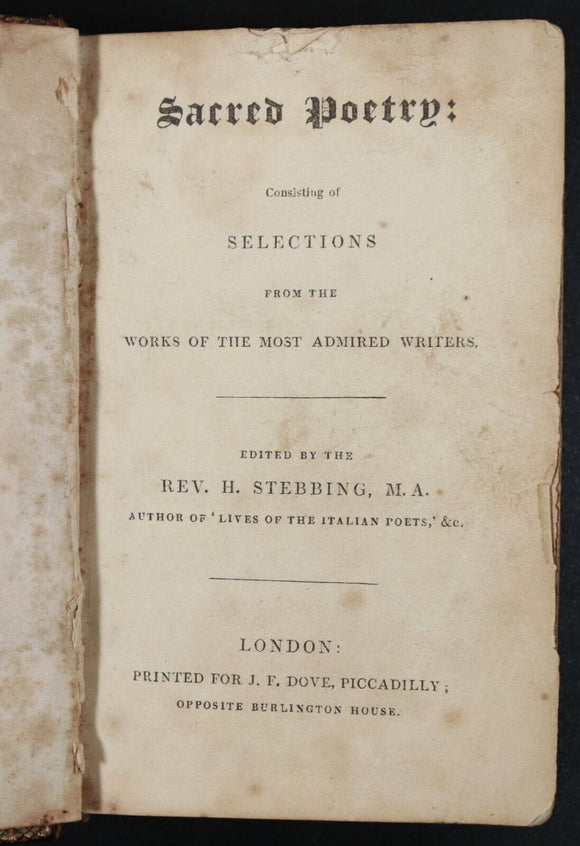 Sacred Poetry:
Consisting of
SELECTIONS
FROM THE
WORKS OF THE MOST ADMIRED WRITERS.
EDITED BY THE
REV. H. STEBBING, M.A.
AUTHOR OF ‘LIVES OF THE ITALIAN POETS,’ &c.
LONDON:
PRINTED FOR J. F. DOVE, PICCADILLY;
OPPOSITE BURLINGTON HOUSE.